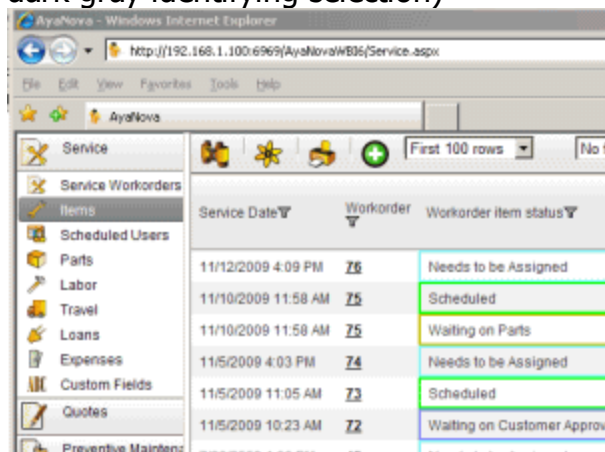 dark gray identifying selection)
AyaNova - Windows Internet Explorer
http://192.168.1.100:6969/AyaNovaWBI6/Service.aspx
File Edit View Favorites Tools Help
AyaNova
Service
First 100 rows
No
Service Workorders
Items
Service Date
Workorder
Workorder item status
Scheduled Users
Parts
11/12/2009 4:09 PM 76 Needs to be Assigned
Labor
11/10/2009 11:58 AM 75 Scheduled
Travel
11/10/2009 11:58 AM 75 Waiting on Parts
Loans
Expenses
11/5/2009 4:03 PM 74 Needs to be Assigned
Custom Fields
11/5/2009 11:05 AM 73 Scheduled
Quotes
11/5/2009 10:23 AM 72 Waiting on Customer Approv
Preventive Maintena